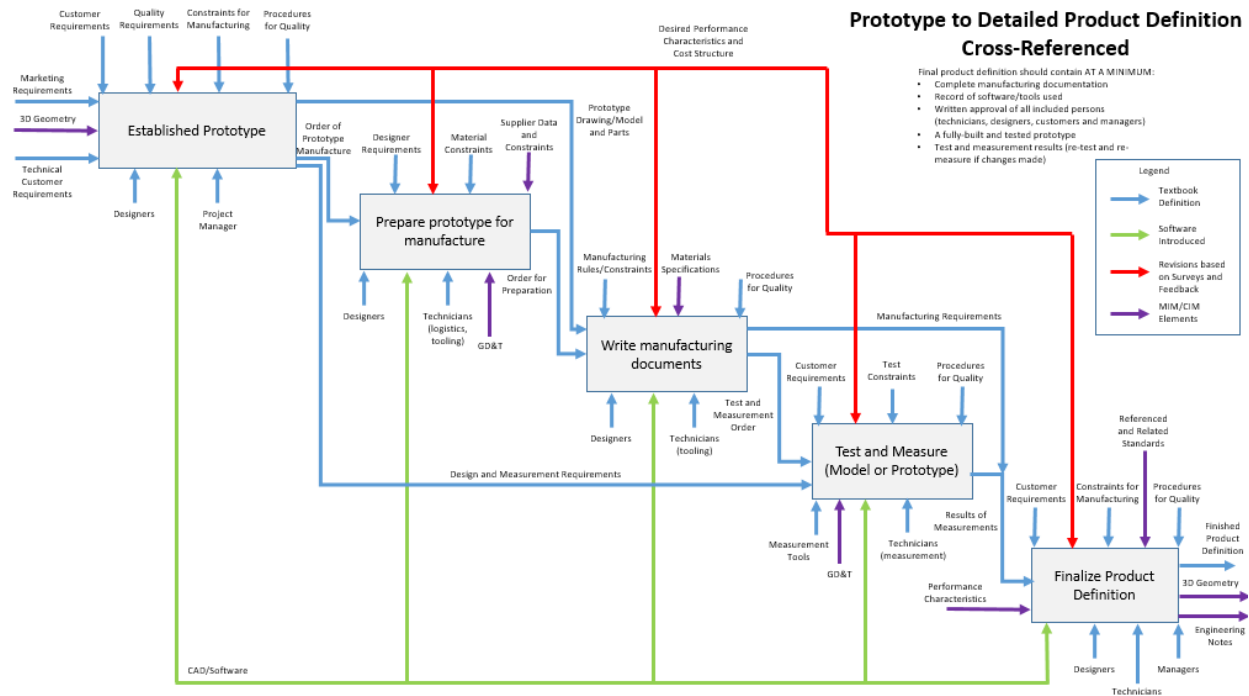 Prototype to Detailed Product Definition
Cross-Referenced
Final product definition should contain AT A MINIMUM:
• Complete manufacturing documentation
• Record of software/tools used
• Written approval of all included persons
(technicians, designers, customers and managers)
• A fully-built and tested prototype
• Test and measurement results (re-test and re-
measure if changes made)
Legend
Textbook
Definition
Software
Introduced
Revisions based
on Surveys and
Feedback
MIM/CIM
Elements
Customer
Requirements
Quality
Requirements
Constraints for
Manufacturing
Procedures
for Quality
Desired Performance
Characteristics and
Cost Structure
Marketing
Requirements
3D Geometry
Technical
Customer
Requirements
Established Prototype
Designers
Project
Manager
Order of
Prototype
Manufacture
Prototype
Drawing/Model
and Parts
Designer
Requirements
Material
Constraints
Supplier Data
and
Constraints
Prepare prototype for
manufacture
Designers
Technicians
(logistics,
tooling)
GD&T
Order for
Preparation
Manufacturing
Rules/Constraints
Materials
Specifications
Procedures
for Quality
Write manufacturing
documents
Manufacturing Requirements
Designers
Technicians
(tooling)
Test and
Measurement
Order
Customer
Requirements
Test
Constraints
Procedures
for Quality
Test and Measure
(Model or Prototype)
Design and Measurement Requirements
Measurement
Tools
GD&T
Technicians
(measurement)
Results of
Measurements
Customer
Requirements
Constraints for
Manufacturing
Referenced
and Related
Standards
Procedures
for Quality
Performance
Characteristics
Finalize Product
Definition
Finished
Product
Definition
3D Geometry
Engineering
Notes
Designers
Technicians
Managers
CAD/Software